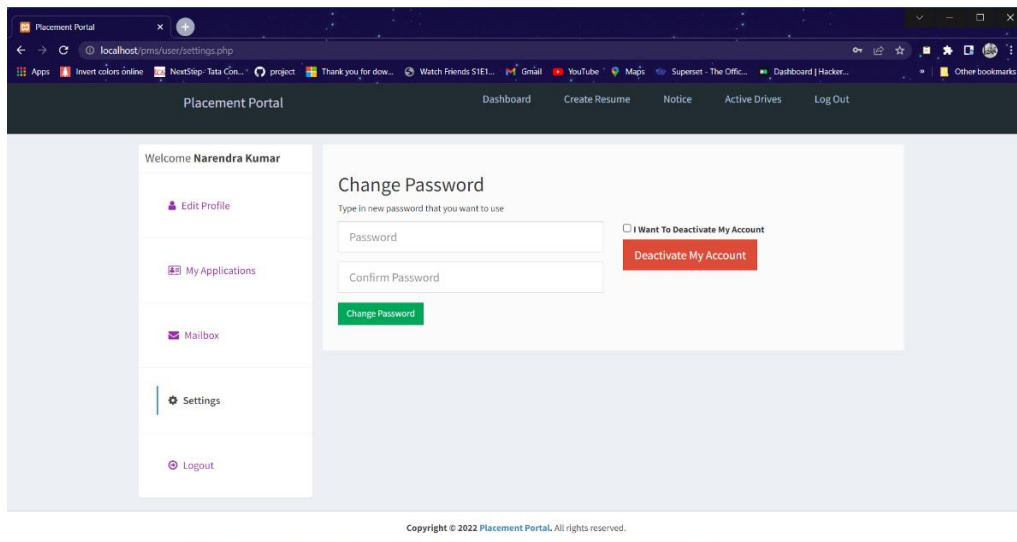 Placement Portal
localhost/pms/user/settings.php
Apps Invert colors online NextStep- Tata Con... project Thank you for dow... Watch Friends S1E1... Gmail YouTube Maps Superset - The Offic... Dashboard | Hacker... » Other bookmarks
Placement Portal Dashboard Create Resume Notice Active Drives Log Out
Welcome Narendra Kumar
Edit Profile
My Applications
Mailbox
Settings
Logout
Change Password
Type in new password that you want to use
Password
Confirm Password
Change Password
I Want To Deactivate My Account
Deactivate My Account
Copyright © 2022 Placement Portal. All rights reserved.